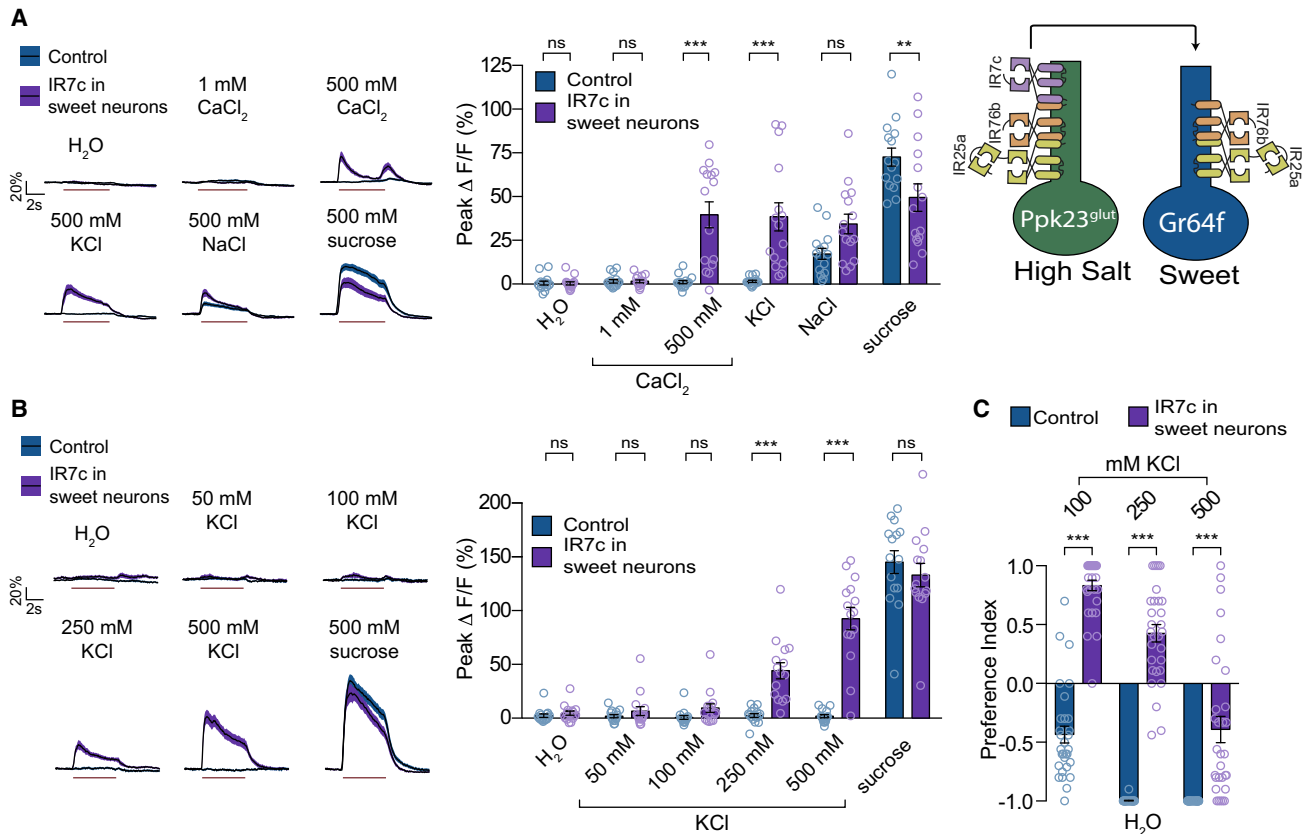 A
Control
IR7c in
sweet neurons
H₂O
1 mM
CaCl₂
500 mM
CaCl₂
20%
2s
500 mM
KCl
500 mM
NaCl
500 mM
sucrose
Peak Δ F/F (%)
125
100
75
50
25
0
ns
ns
***
***
ns
**
Control
IR7c in
sweet neurons
H₂O
1 mM
500 mM
KCl
NaCl
sucrose
CaCl₂
IR7c
IR76b
IR25a
Ppk23ᵍˡᵘᵗ
High Salt
IR76b
IR25a
Gr64f
Sweet
B
Control
IR7c in
sweet neurons
H₂O
50 mM
KCl
100 mM
KCl
20%
2s
250 mM
KCl
500 mM
KCl
500 mM
sucrose
Peak Δ F/F (%)
200
150
100
50
0
ns
ns
ns
***
***
ns
Control
IR7c in
sweet neurons
H₂O
50 mM
100 mM
250 mM
500 mM
sucrose
KCl
C
Control
IR7c in
sweet neurons
mM KCl
100
250
500
***
***
***
Preference Index
1.0
0.5
0.0
-0.5
-1.0
H₂O